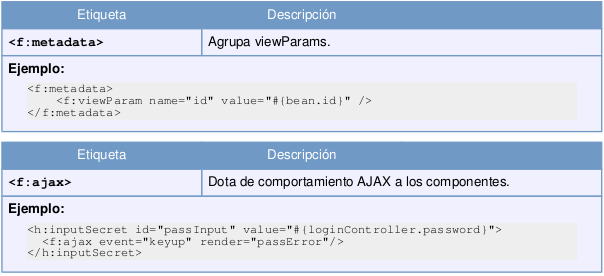 Etiqueta Descripción
<f:metadata> Agrupa viewParams.
Ejemplo:
<f:metadata>
<f:viewParam name="id" value="#{bean.id}" />
</f:metadata>
Etiqueta Descripción
<f:ajax> Dota de comportamiento AJAX a los componentes.
Ejemplo:
<h:inputSecret id="passInput" value="#{loginController.password}">
<f:ajax event="keyup" render="passError"/>
</h:inputSecret>